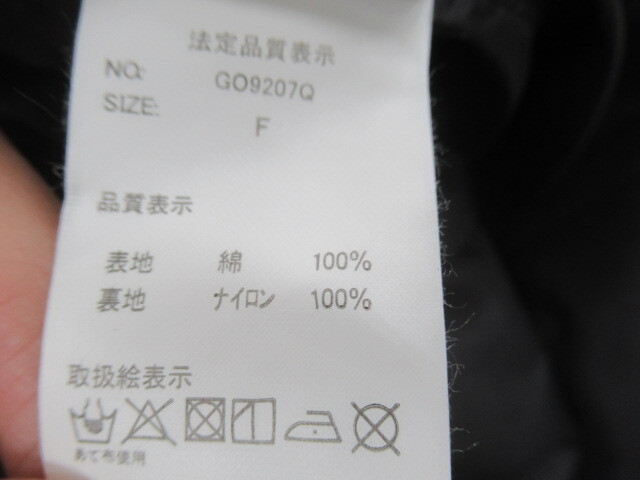 法定品質表示
NO: GO9207Q
SIZE: F
品質表示
表地 綿 100%
裏地 ナイロン 100%
取扱絵表示
あて布使用